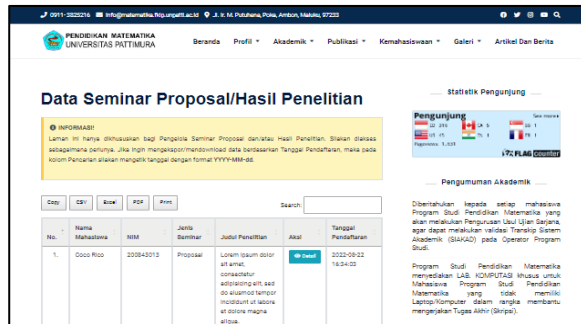 0911-3825216 info@matematika.fkip.unpatti.ac.id Jl. Ir. M. Putuhena, Poka, Ambon, Maluku, 97233
PENDIDIKAN MATEMATIKA
UNIVERSITAS PATTIMURA
Beranda Profil Akademik Publikasi Kemahasiswaan Galeri Artikel Dan Berita
Data Seminar Proposal/Hasil Penelitian
INFORMASI!
Laman ini hanya dikhususkan bagi Pengelola Seminar Proposal dan/atau Hasil Penelitian. Silakan diakses
sebagaimana perlunya. Jika ingin mengekspor/mendownload data berdasarkan Tanggal Pendaftaran, maka pada
kolom Pencarian silakan mengetik tanggal dengan format YYYY-MM-dd.
Copy CSV Excel PDF Print
Search:
No. Nama Mahasiswa NIM Jenis Seminar Judul Penelitian Aksi Tanggal Pendaftaran
1. Coco Rico 200843013 Proposal Lorem ipsum dolor Detail 2022-08-22
sit amet, 16:34:03
consectetur
adipisicing elit, sed
do eiusmod tempor
incididunt ut labore
et dolore magna
aliqua.
Statistik Pengunjung
Pengunjung See more
Pageviews:
FLAG counter
Pengumuman Akademik
Diberitahukan kepada setiap mahasiswa
Program Studi Pendidikan Matematika yang
akan melakukan Pengurusan Usul Ujian Sarjana,
agar dapat melakukan validasi Transkip Sistem
Akademik (SIAKAD) pada Operator Program
Studi.
Program Studi Pendidikan Matematika
menyediakan LAB. KOMPUTASI khusus untuk
Mahasiswa Program Studi Pendidikan
Matematika yang tidak memiliki
Laptop/Komputer dalam rangka membantu
mengerjakan Tugas Akhir (Skripsi).